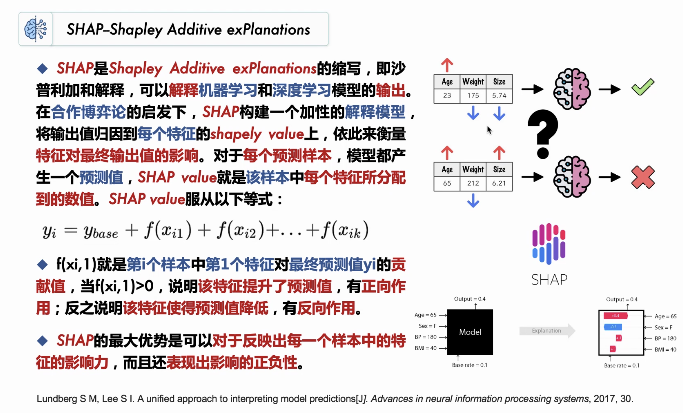 SHAP–Shapley Additive exPlanations
◆ SHAP是Shapley Additive exPlanations的缩写，即沙
普利加和解释，可以解释机器学习和深度学习模型的输出。
在合作博弈论的启发下，SHAP构建一个加性的解释模型，
将输出值归因到每个特征的shapely value上，依此来衡量
特征对最终输出值的影响。对于每个预测样本，模型都产
生一个预测值，SHAP value就是该样本中每个特征所分配
到的数值。SHAP value服从以下等式：
y_i = y_base + f(x_i1) + f(x_i2)+…+f(x_ik)
◆ f(xi,1)就是第i个样本中第1个特征对最终预测值yi的贡
献值，当f(xi,1)>0，说明该特征提升了预测值，有正向作
用；反之说明该特征使得预测值降低，有反向作用。
◆ SHAP的最大优势是可以对于反映出每一个样本中的特
征的影响力，而且还表现出影响的正负性。
Age Weight Size
23 175 5.74
?
Age Weight Size
65 212 6.21
SHAP
Output = 0.4
Age = 65
Sex = F
BP = 180
BMI = 40
Model
Base rate = 0.1
Explanation
Output = 0.4
Age = 65
Sex = F
BP = 180
BMI = 40
Base rate = 0.1
Lundberg S M, Lee S I. A unified approach to interpreting model predictions[J]. Advances in neural information processing systems, 2017, 30.